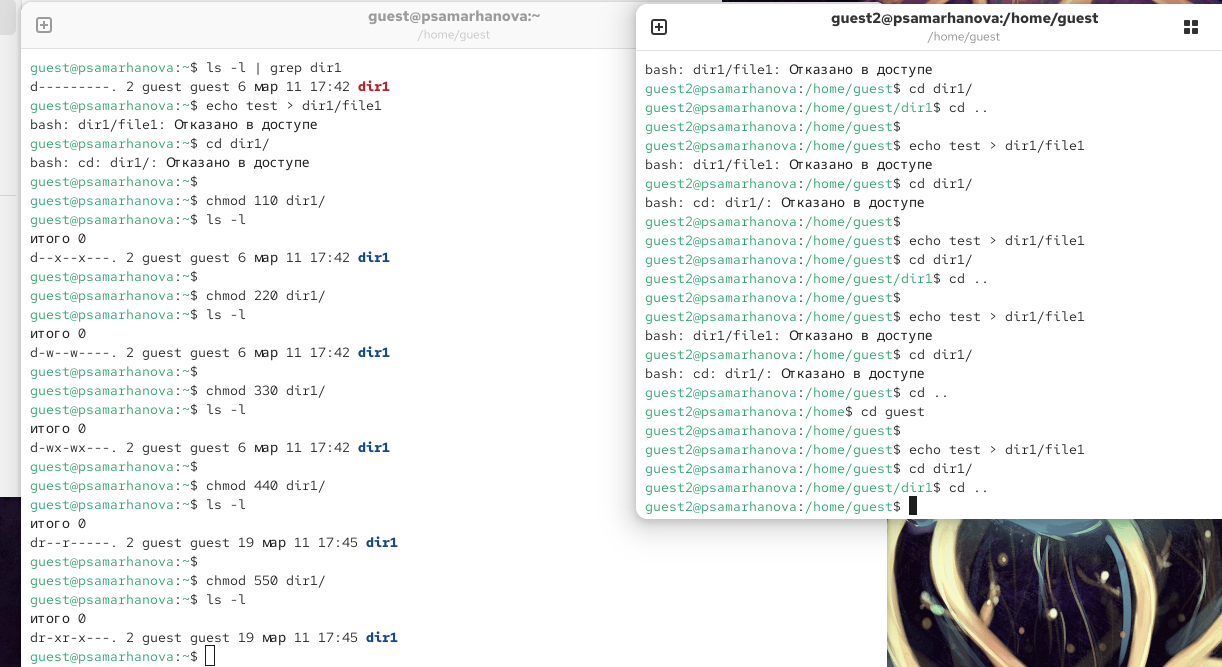 guest@psamarhanova:~
/home/guest
guest@psamarhanova:~$ ls -l | grep dir1
d---------. 2 guest guest 6 мар 11 17:42 dir1
guest@psamarhanova:~$ echo test > dir1/file1
bash: dir1/file1: Отказано в доступе
guest@psamarhanova:~$ cd dir1/
bash: cd: dir1/: Отказано в доступе
guest@psamarhanova:~$
guest@psamarhanova:~$ chmod 110 dir1/
guest@psamarhanova:~$ ls -l
итого 0
d--x--x---. 2 guest guest 6 мар 11 17:42 dir1
guest@psamarhanova:~$
guest@psamarhanova:~$ chmod 220 dir1/
guest@psamarhanova:~$ ls -l
итого 0
d-w--w----. 2 guest guest 6 мар 11 17:42 dir1
guest@psamarhanova:~$
guest@psamarhanova:~$ chmod 330 dir1/
guest@psamarhanova:~$ ls -l
итого 0
d-wx-wx---. 2 guest guest 6 мар 11 17:42 dir1
guest@psamarhanova:~$
guest@psamarhanova:~$ chmod 440 dir1/
guest@psamarhanova:~$ ls -l
итого 0
dr--r-----. 2 guest guest 19 мар 11 17:45 dir1
guest@psamarhanova:~$
guest@psamarhanova:~$ chmod 550 dir1/
guest@psamarhanova:~$ ls -l
итого 0
dr-xr-x---. 2 guest guest 19 мар 11 17:45 dir1
guest@psamarhanova:~$
guest2@psamarhanova:/home/guest
/home/guest
bash: dir1/file1: Отказано в доступе
guest2@psamarhanova:/home/guest$ cd dir1/
guest2@psamarhanova:/home/guest/dir1$ cd ..
guest2@psamarhanova:/home/guest$
guest2@psamarhanova:/home/guest$ echo test > dir1/file1
bash: dir1/file1: Отказано в доступе
guest2@psamarhanova:/home/guest$ cd dir1/
bash: cd: dir1/: Отказано в доступе
guest2@psamarhanova:/home/guest$
guest2@psamarhanova:/home/guest$ echo test > dir1/file1
guest2@psamarhanova:/home/guest$ cd dir1/
guest2@psamarhanova:/home/guest/dir1$ cd ..
guest2@psamarhanova:/home/guest$
guest2@psamarhanova:/home/guest$ echo test > dir1/file1
bash: dir1/file1: Отказано в доступе
guest2@psamarhanova:/home/guest$ cd dir1/
bash: cd: dir1/: Отказано в доступе
guest2@psamarhanova:/home/guest$ cd ..
guest2@psamarhanova:/home$ cd guest
guest2@psamarhanova:/home/guest$
guest2@psamarhanova:/home/guest$ echo test > dir1/file1
guest2@psamarhanova:/home/guest$ cd dir1/
guest2@psamarhanova:/home/guest/dir1$ cd ..
guest2@psamarhanova:/home/guest$